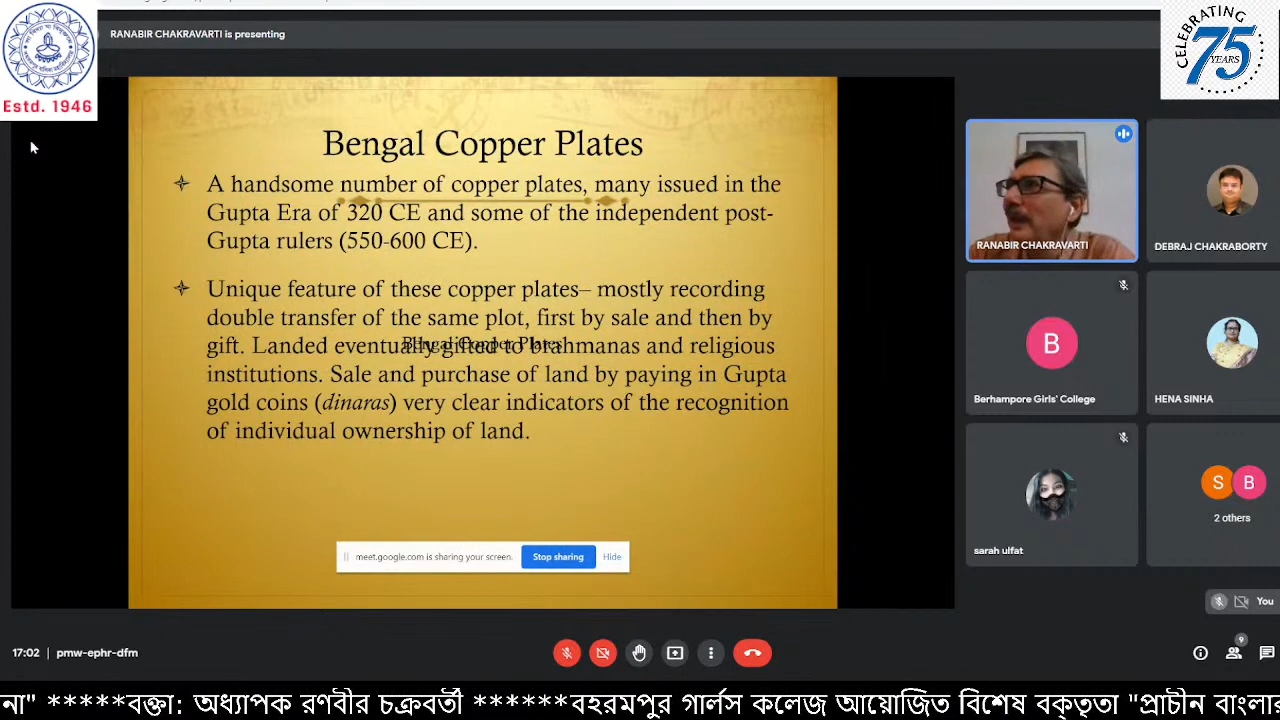 Estd. 1946
RANABIR CHAKRAVARTI is presenting
CELEBRATING
75
YEARS
Bengal Copper Plates
A handsome number of copper plates, many issued in the
Gupta Era of 320 CE and some of the independent post-
Gupta rulers (550-600 CE).
Unique feature of these copper plates– mostly recording
double transfer of the same plot, first by sale and then by
gift. Landed eventually gifted to brahmanas and religious
Bengal Copper Plates
institutions. Sale and purchase of land by paying in Gupta
gold coins (dinaras) very clear indicators of the recognition
of individual ownership of land.
meet.google.com is sharing your screen.
Stop sharing
Hide
RANABIR CHAKRAVARTI
DEBRAJ CHAKRABORTY
B
Berhampore Girls' College
HENA SINHA
sarah ulfat
S B
2 others
You
17:02 | pmw-ephr-dfm
9
না" *****বক্তা: অধ্যাপক রণবীর চক্রবর্তী ******বহরমপুর গার্লস কলেজ আয়োজিত বিশেষ বক্তৃতা "প্রাচীন বাংলার